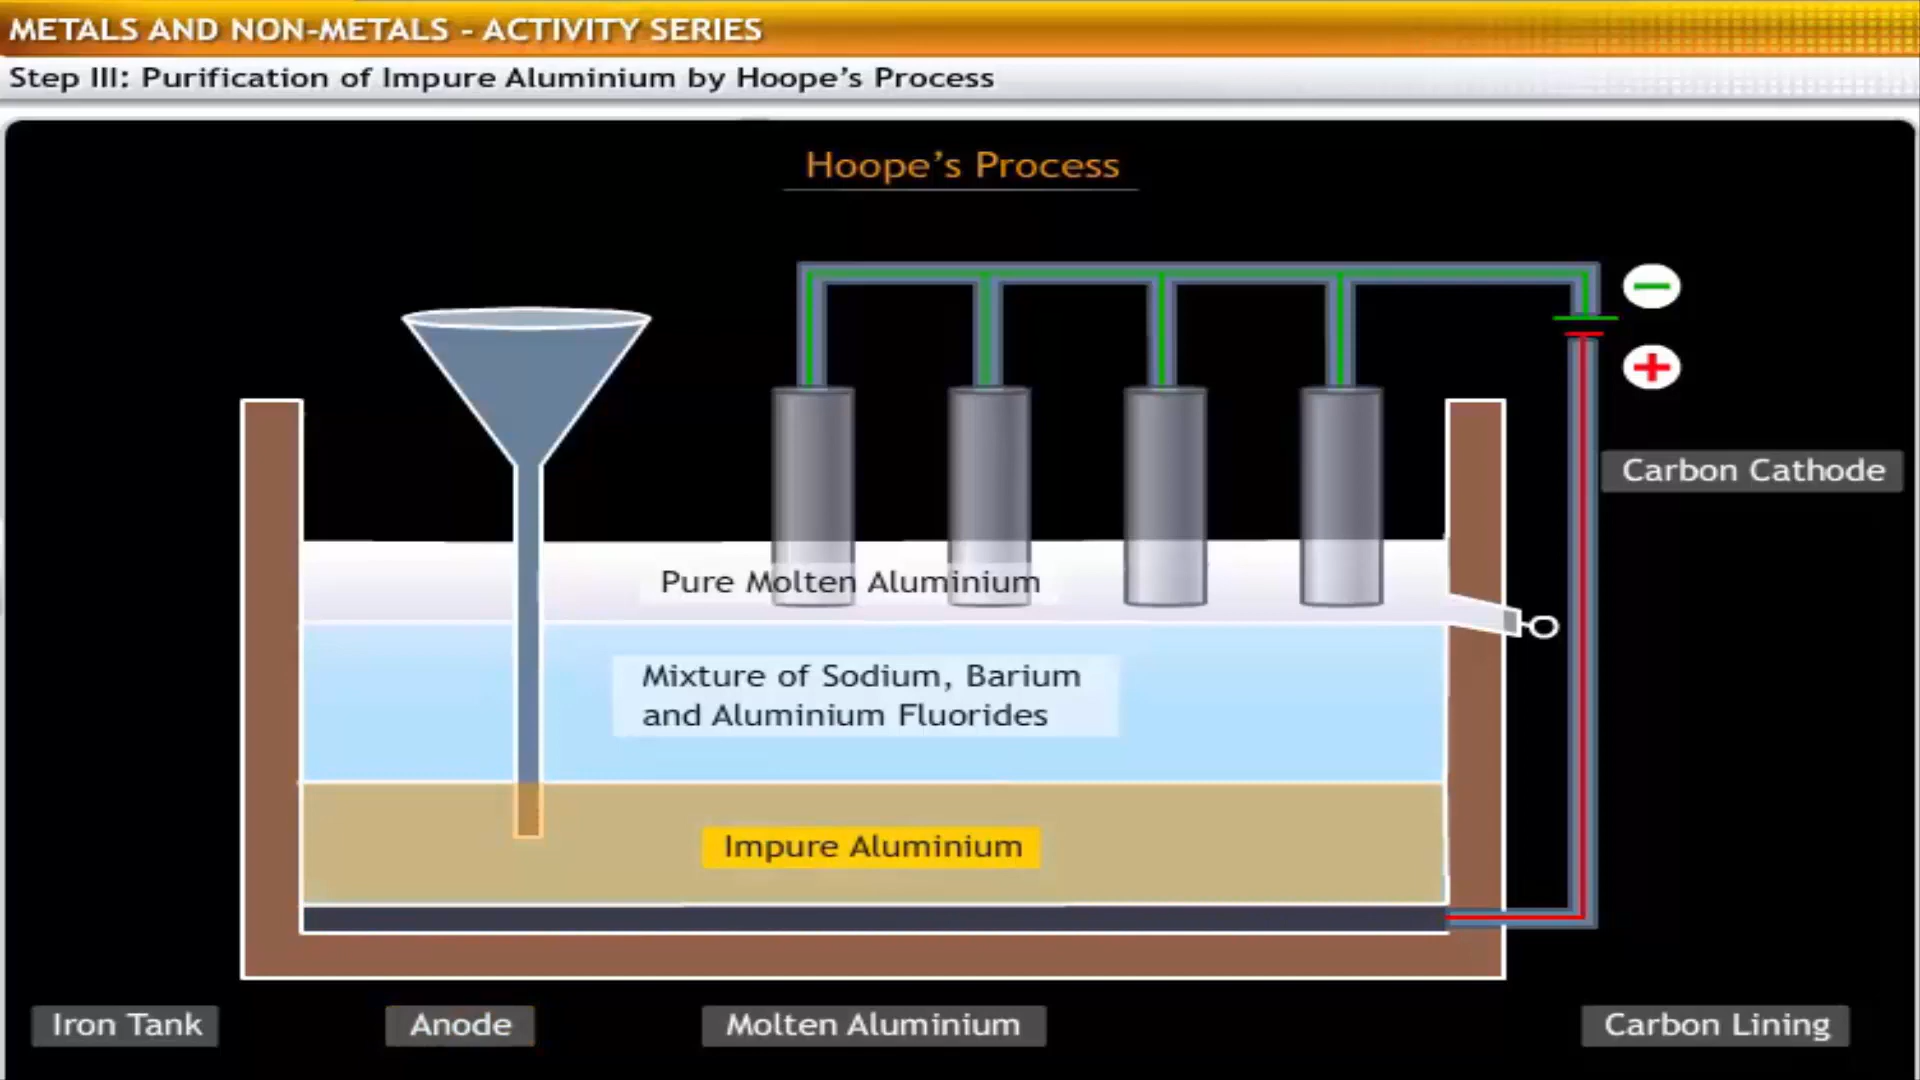 METALS AND NON-METALS - ACTIVITY SERIES
Step III: Purification of Impure Aluminium by Hoope’s Process
Hoope’s Process
Carbon Cathode
Pure Molten Aluminium
Mixture of Sodium, Barium
and Aluminium Fluorides
Impure Aluminium
Iron Tank
Anode
Molten Aluminium
Carbon Lining